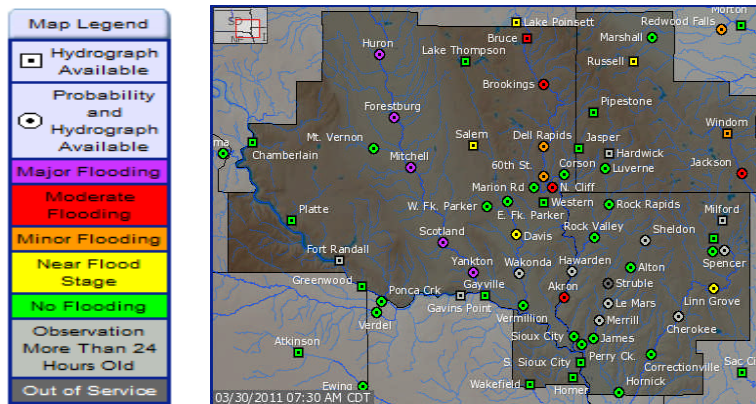 Map Legend
Hydrograph
Available
Probability
and
Hydrograph
Available
Major Flooding
Moderate
Flooding
Minor Flooding
Near Flood
Stage
No Flooding
Observation
More Than 24
Hours Old
Out of Service
SD
Lake Poinsett
Morton
Redwood Falls
Bruce
Marshall
Huron
Lake Thompson
Russell
Brookings
Forestburg
Pipestone
Windom
Mt. Vernon
Salem
Dell Rapids
Jasper
Chamberlain
Hardwick
Mitchell
60th St.
Corson
Luverne
Jackson
Marion Rd
N. Cliff
W. Fk. Parker
Western
Rock Rapids
Platte
E. Fk. Parker
Milford
Scotland
Davis
Rock Valley
Sheldon
Fort Randall
Spencer
Yankton
Wakonda
Hawarden
Alton
Greenwood
Ponca Crk
Gayville
Struble
Akron
Linn Grove
Gavins Point
Le Mars
Verdel
Vermillion
Merrill
Cherokee
Sioux City
James
Atkinson
Perry Ck.
S. Sioux City
Correctionville
Sac Ci
Ewing
Wakefield
Homer
Hornick
03/30/2011 07:30 AM CDT